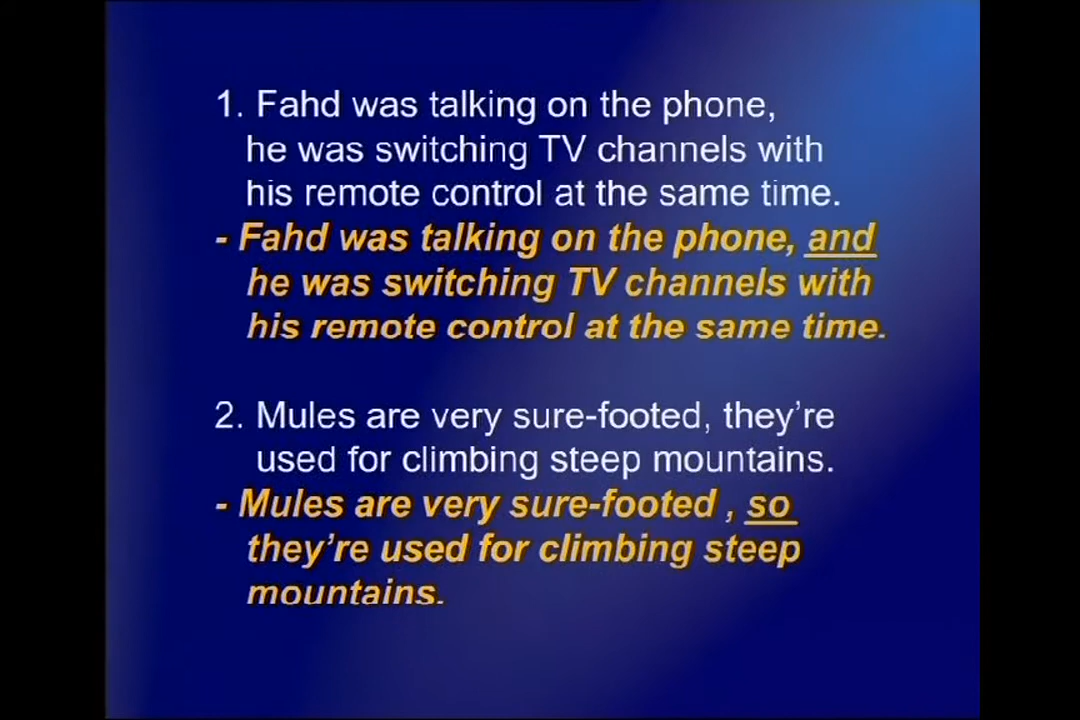 1. Fahd was talking on the phone,
he was switching TV channels with
his remote control at the same time.
- Fahd was talking on the phone, and
he was switching TV channels with
his remote control at the same time.
2. Mules are very sure-footed, they’re
used for climbing steep mountains.
- Mules are very sure-footed , so
they’re used for climbing steep
mountains.